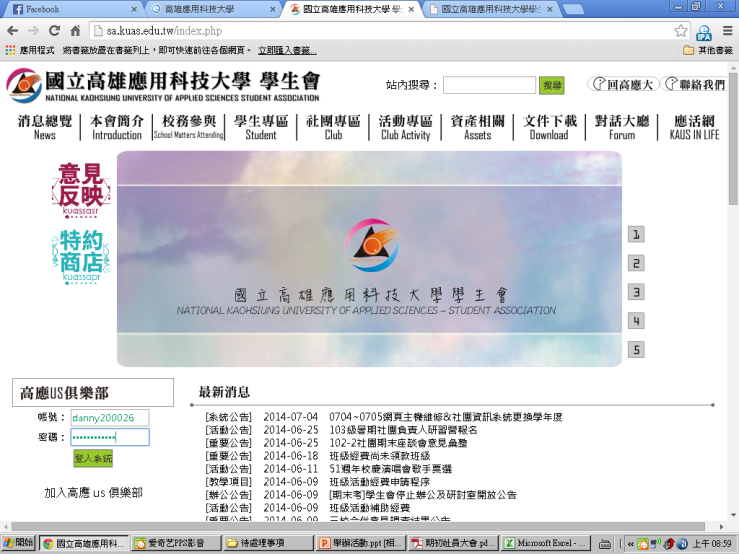 Facebook
高雄應用科技大學
國立高雄應用科技大學 學
國立高雄應用科技大學學生
sa.kuas.edu.tw/index.php
應用程式 將書籤放置在書籤列上，即可快速前往各個網頁。 立即匯入書籤... 其他書籤
國立高雄應用科技大學 學生會
NATIONAL KAOHSIUNG UNIVERSITY OF APPLIED SCIENCES STUDENT ASSOCIATION
站內搜尋： 搜尋 回高應大 聯絡我們
消息總覽 本會簡介 校務參與 學生專區 社團專區 活動專區 資產相關 文件下載 對話大廳 應活網
News Introduction School Matters Attending Student Club Club Activity Assets Download Forum KAUS IN LIFE
意見
反映
kuassasr
特約
商店
kuassapr
國立高雄應用科技大學學生會
NATIONAL KAOHSIUNG UNIVERSITY OF APPLIED SCIENCES - STUDENT ASSOCIATION
1
2
3
4
5
高應US俱樂部
帳號： danny200026
密碼： ••••••••••••
登入系統
加入高應 us 俱樂部
最新消息
[系統公告] 2014-07-04 0704~0705網頁主機維修&社團資訊系統更換學年度
[活動公告] 2014-06-25 103級暑期社團負責人研習營報名
[重要公告] 2014-06-25 102-2社團期末座談會意見彙整
[重要公告] 2014-06-18 班級經費尚未領款班級
[活動公告] 2014-06-11 51週年校慶演唱會歌手票選
[教學項目] 2014-06-09 班級活動經費申請程序
[辦公公告] 2014-06-09 [期末考]學生會停止辦公及研討室開放公告
[活動公告] 2014-06-09 班級活動補助經費
[重要公告] 2014-06-09 三校合併意見調查結果公告
開始 國立高雄應用科... 爱奇艺PPS影音 待處理事項 舉辦活動.ppt [相... 期初社員大會.pd... Microsoft Excel - ... 上午 08:59